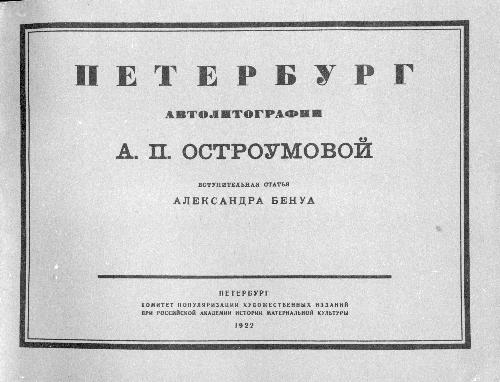 ПЕТЕРБУРГ
АВТОЛИТОГРАФИИ
А. П. ОСТРОУМОВОЙ
ВСТУПИТЕЛЬНАЯ СТАТЬЯ
АЛЕКСАНДРА БЕНУА
ПЕТЕРБУРГ
КОМИТЕТ ПОПУЛЯРИЗАЦИИ ХУДОЖЕСТВЕННЫХ ИЗДАНИЙ
ПРИ РОССИЙСКОЙ АКАДЕМИИ ИСТОРИИ МАТЕРИАЛЬНОЙ КУЛЬТУРЫ
1922